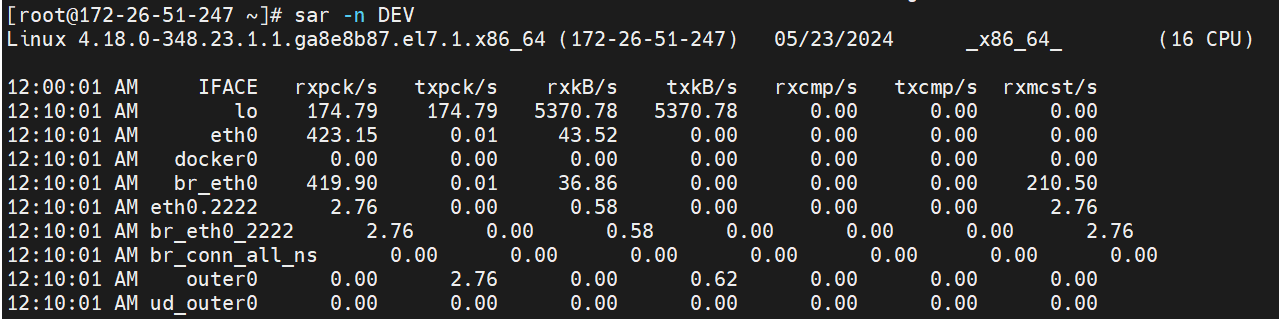 [root@172-26-51-247 ~]# sar -n DEV
Linux 4.18.0-348.23.1.1.ga8e8b87.el7.1.x86_64 (172-26-51-247) 05/23/2024 _x86_64_ (16 CPU)
12:00:01 AM IFACE rxpck/s txpck/s rxkB/s txkB/s rxcmp/s txcmp/s rxmcst/s
12:10:01 AM lo 174.79 174.79 5370.78 5370.78 0.00 0.00 0.00
12:10:01 AM eth0 423.15 0.01 43.52 0.00 0.00 0.00 0.00
12:10:01 AM docker0 0.00 0.00 0.00 0.00 0.00 0.00 0.00
12:10:01 AM br_eth0 419.90 0.01 36.86 0.00 0.00 0.00 210.50
12:10:01 AM eth0.2222 2.76 0.00 0.58 0.00 0.00 0.00 2.76
12:10:01 AM br_eth0_2222 2.76 0.00 0.58 0.00 0.00 0.00 2.76
12:10:01 AM br_conn_all_ns 0.00 0.00 0.00 0.00 0.00 0.00 0.00
12:10:01 AM outer0 0.00 2.76 0.00 0.62 0.00 0.00 0.00
12:10:01 AM ud_outer0 0.00 0.00 0.00 0.00 0.00 0.00 0.00